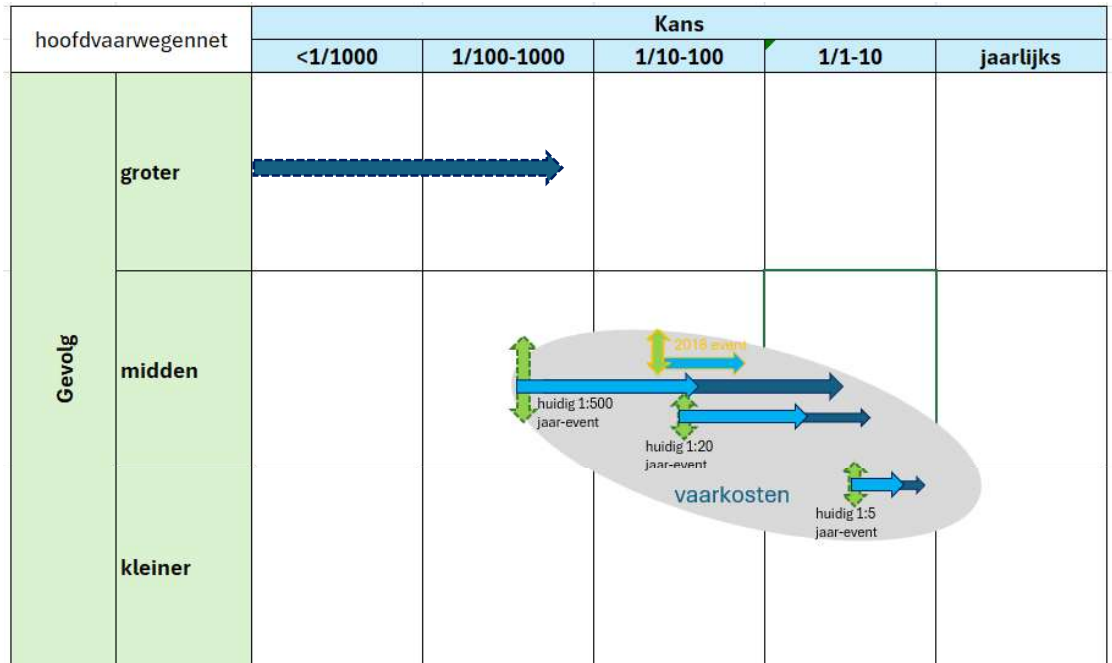 hoofdvaarwegennet
Kans
<1/1000
1/100-1000
1/10-100
1/1-10
jaarlijks
Gevolg
groter
midden
kleiner
2018 event
huidig 1:500
jaar-event
huidig 1:20
jaar-event
vaarkosten
huidig 1:5
jaar-event